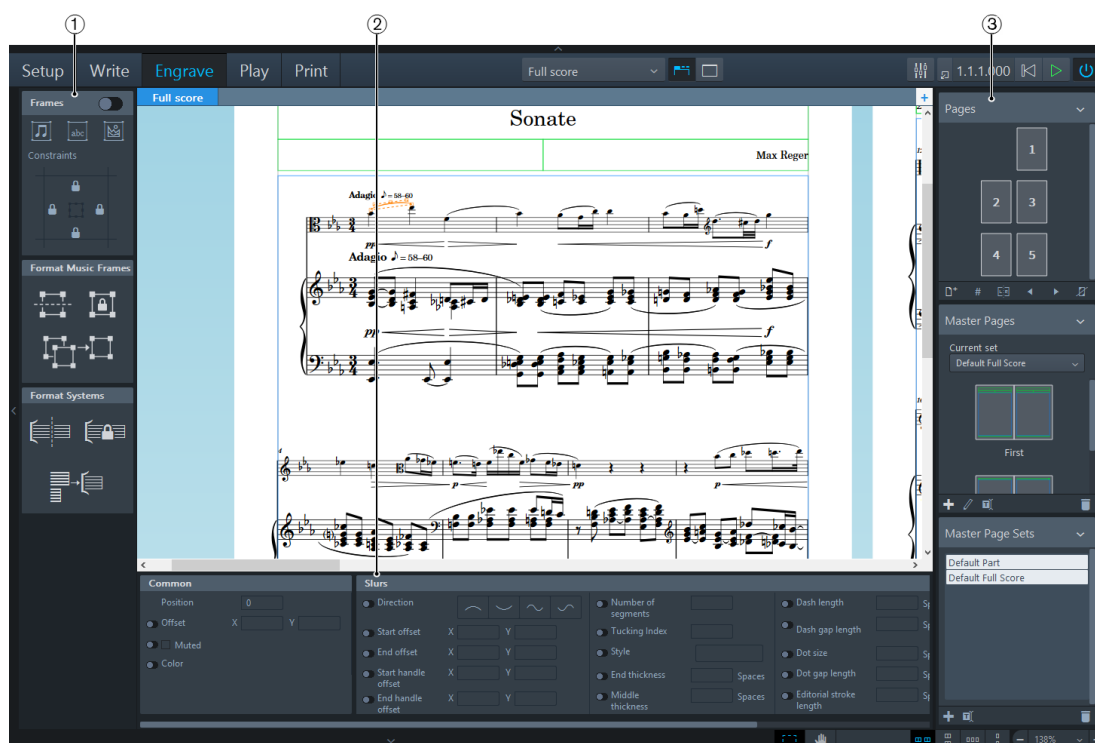 1 2 3
Setup Write Engrave Play Print Full score 1.1.1.000
Frames
abc
Constraints
Format Music Frames
Format Systems
Full score
Sonate
Max Reger
Adagio ♪=58–60
pp f
Adagio ♪=58–60
pp f
4
p pp p
Pages
1
2 3
4 5
#
Master Pages
Current set
Default Full Score
First
Master Page Sets
Default Part
Default Full Score
Common
Position 0
Offset X Y
Muted
Color
Slurs
Direction
Start offset X Y
End offset X Y
Start handle
offset X Y
End handle
offset X Y
Number of
segments
Tucking Index
Style
End thickness Spaces
Middle
thickness Spaces
Dash length
Dash gap length
Dot size
Dot gap length
Editorial stroke
length
138%